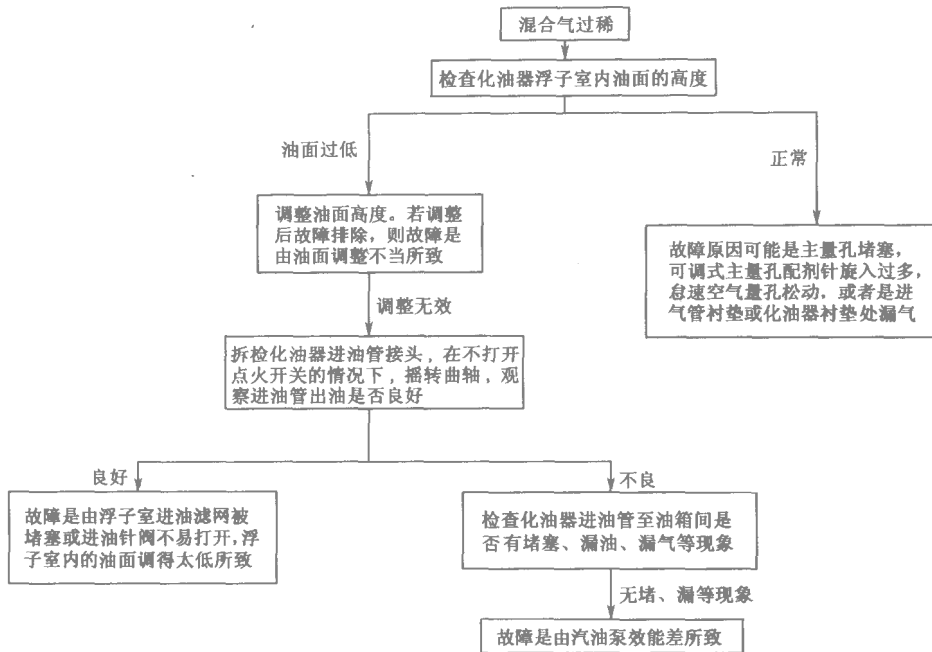 混合气过稀
检查化油器浮子室内油面的高度
油面过低
正常
调整油面高度。若调整
后故障排除，则故障是
由油面调整不当所致
故障原因可能是主量孔堵塞，
可调式主量孔配剂针旋入过多，
怠速空气量孔松动，或者是进
气管衬垫或化油器衬垫处漏气
调整无效
拆检化油器进油管接头，在不打开
点火开关的情况下，摇转曲轴，观
察进油管出油是否良好
良好
不良
故障是由浮子室进油滤网被
堵塞或进油针阀不易打开，浮
子室内的油面调得太低所致
检查化油器进油管至油箱间是
否有堵塞、漏油、漏气等现象
无堵、漏等现象
故障是由汽油泵效能差所致